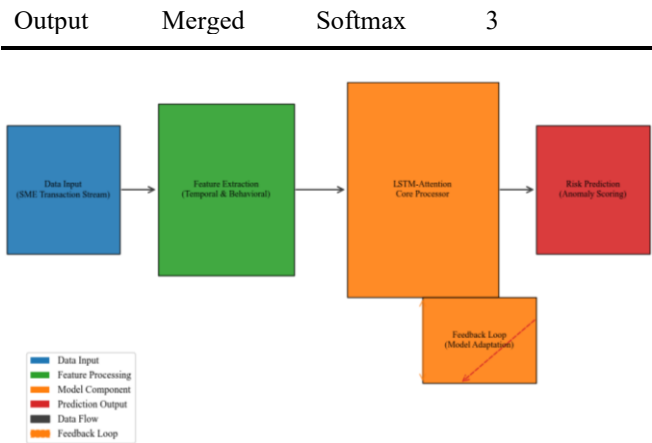 Output Merged Softmax 3
Data Input
(SME Transaction Stream)
Feature Extraction
(Temporal & Behavioral)
LSTM-Attention
Core Processor
Risk Prediction
(Anomaly Scoring)
Feedback Loop
(Model Adaptation)
Data Input
Feature Processing
Model Component
Prediction Output
Data Flow
Feedback Loop